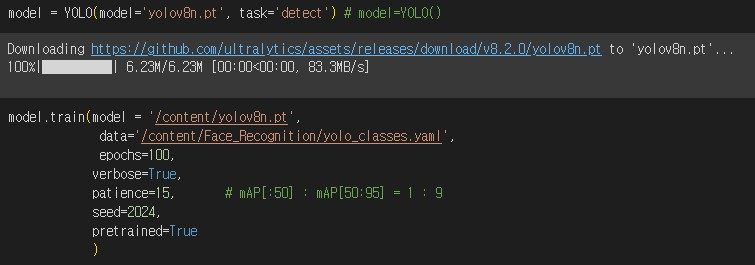 model = YOLO(model='yolov8n.pt', task='detect') # model=YOLO()
Downloading https://github.com/ultralytics/assets/releases/download/v8.2.0/yolov8n.pt to 'yolov8n.pt'...
100%|██████████| 6.23M/6.23M [00:00<00:00, 83.3MB/s]
model.train(model = '/content/yolov8n.pt',
data='/content/Face_Recognition/yolo_classes.yaml',
epochs=100,
verbose=True,
patience=15, # mAP[:50] : mAP[50:95] = 1 : 9
seed=2024,
pretrained=True
)